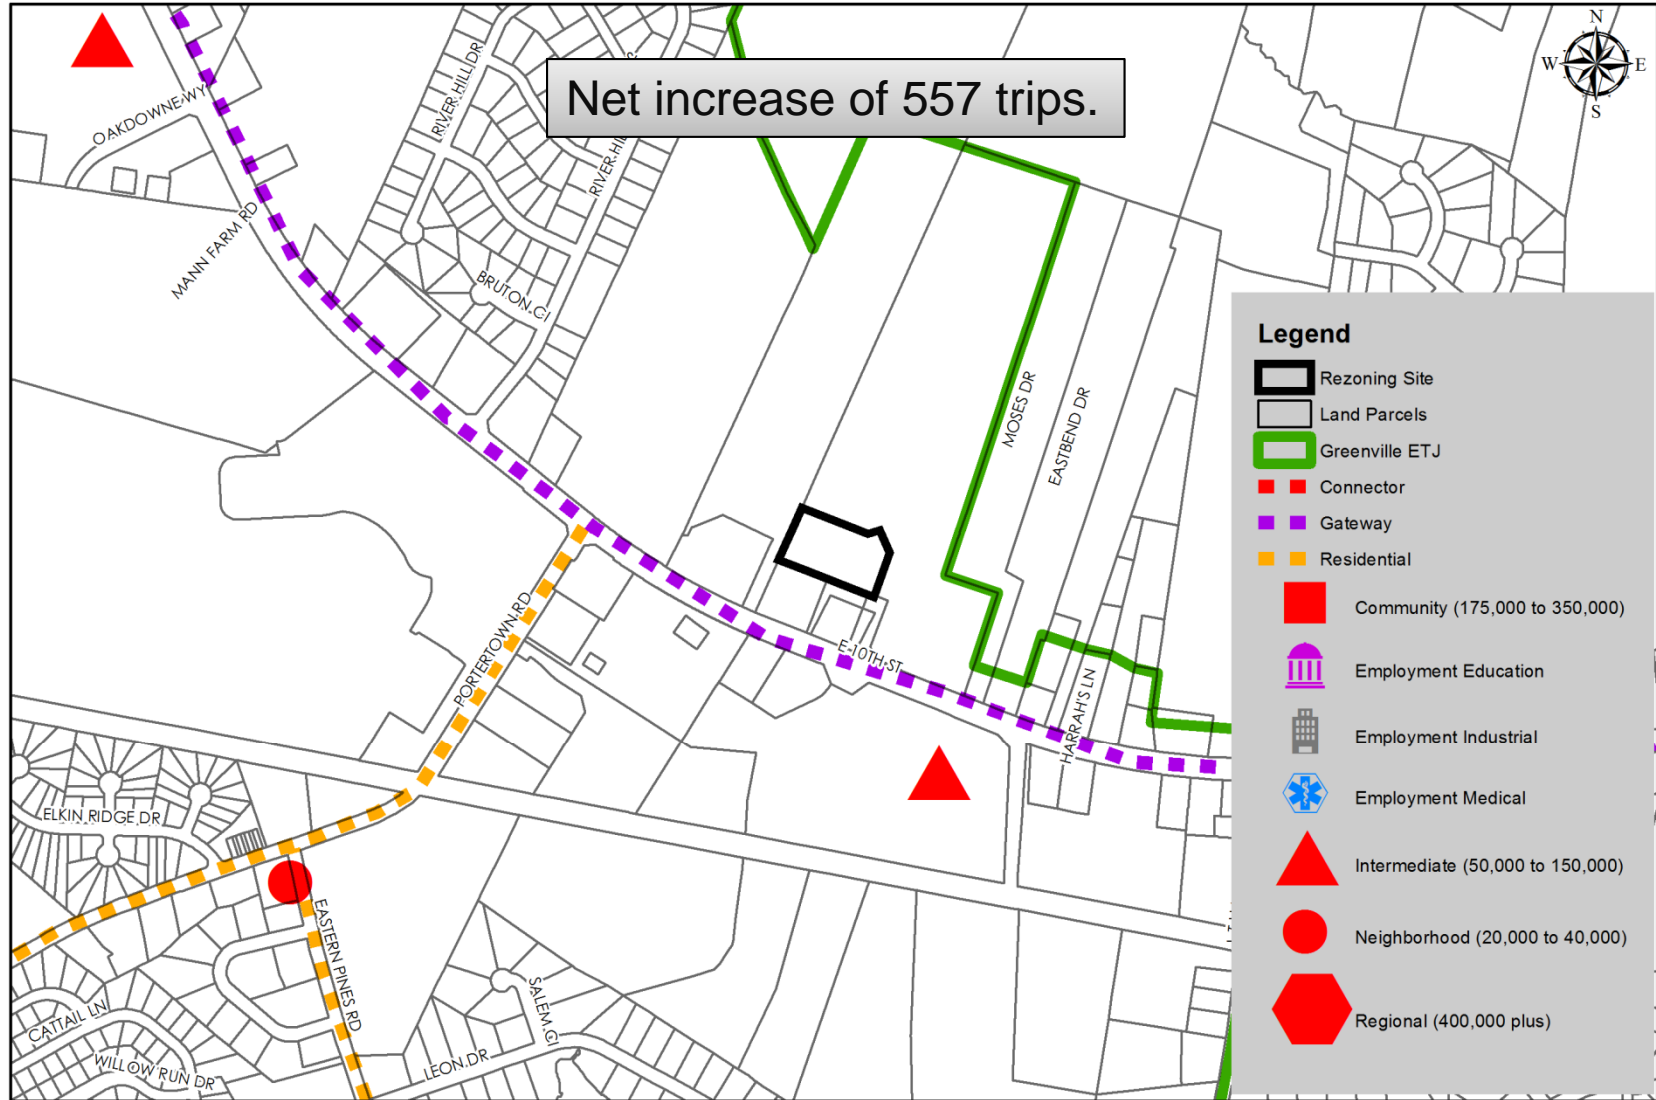 N
W
E
S
Net increase of 557 trips.
OAKDOWNE WY
RIVER HILL DR
RIVER HIL
MANN FARM RD
BRUTON CI
MOSES DR
EASTBEND DR
PORTERTOWN RD
E 10TH ST
HARRAH'S LN
ELKIN RIDGE DR
EASTERN PINES RD
SALEM CI
CATTAIL LN
WILLOW RUN DR
LEON DR
Legend
Rezoning Site
Land Parcels
Greenville ETJ
Connector
Gateway
Residential
Community (175,000 to 350,000)
Employment Education
Employment Industrial
Employment Medical
Intermediate (50,000 to 150,000)
Neighborhood (20,000 to 40,000)
Regional (400,000 plus)